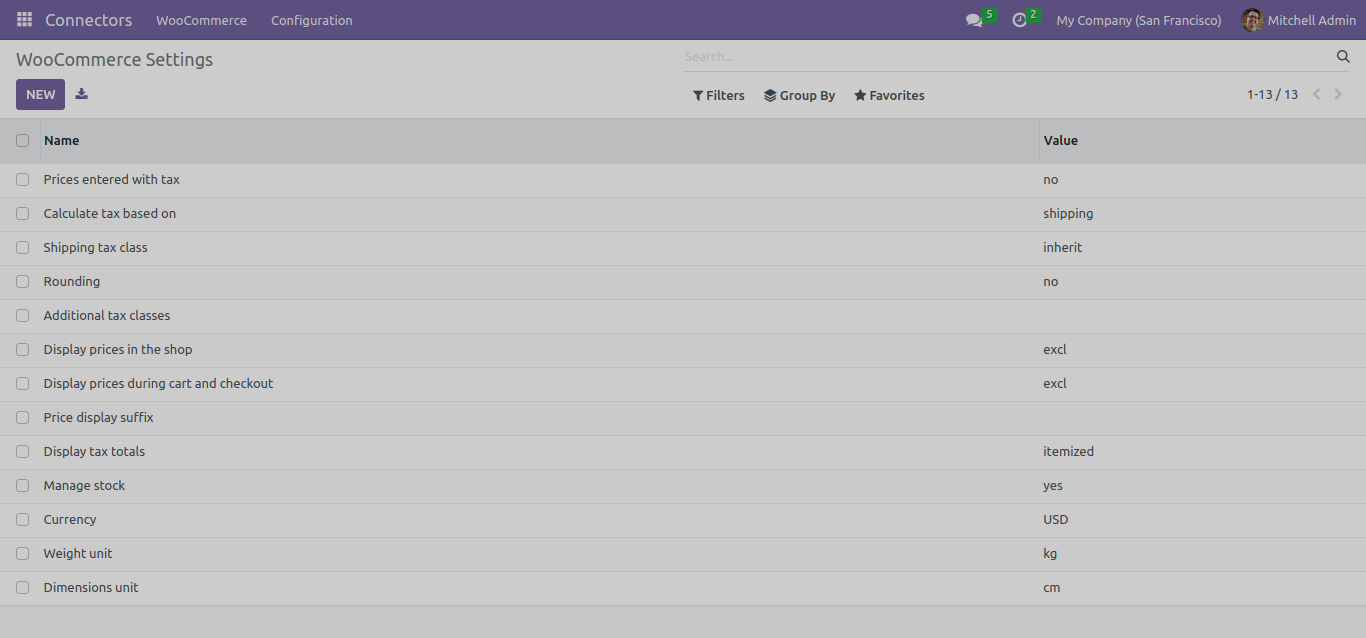 Connectors WooCommerce Configuration 5 2 My Company (San Francisco) Mitchell Admin
WooCommerce Settings Search...
NEW Filters Group By Favorites 1-13 / 13
Name Value
Prices entered with tax no
Calculate tax based on shipping
Shipping tax class inherit
Rounding no
Additional tax classes
Display prices in the shop excl
Display prices during cart and checkout excl
Price display suffix
Display tax totals itemized
Manage stock yes
Currency USD
Weight unit kg
Dimensions unit cm